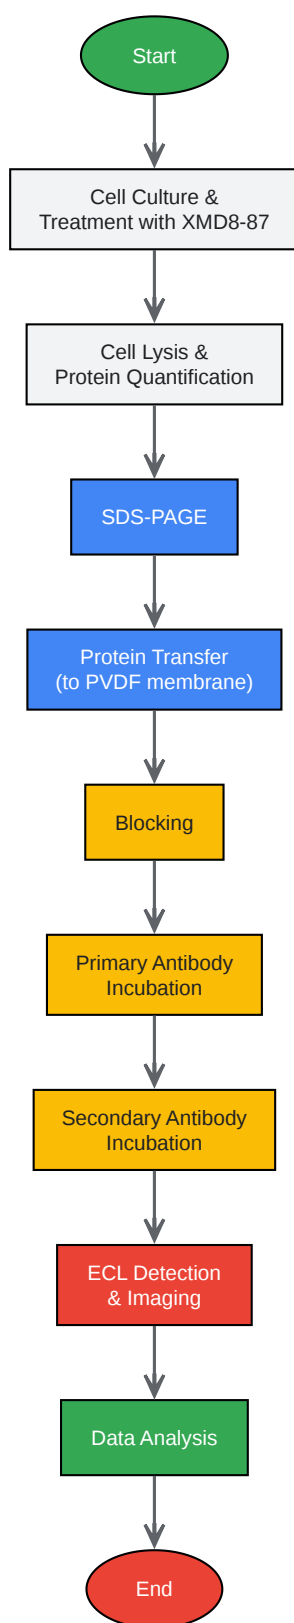 Start
Cell Culture &
Treatment with XMD8-87
Cell Lysis &
Protein Quantification
SDS-PAGE
Protein Transfer
(to PVDF membrane)
Blocking
Primary Antibody
Incubation
Secondary Antibody
Incubation
ECL Detection
& Imaging
Data Analysis
End